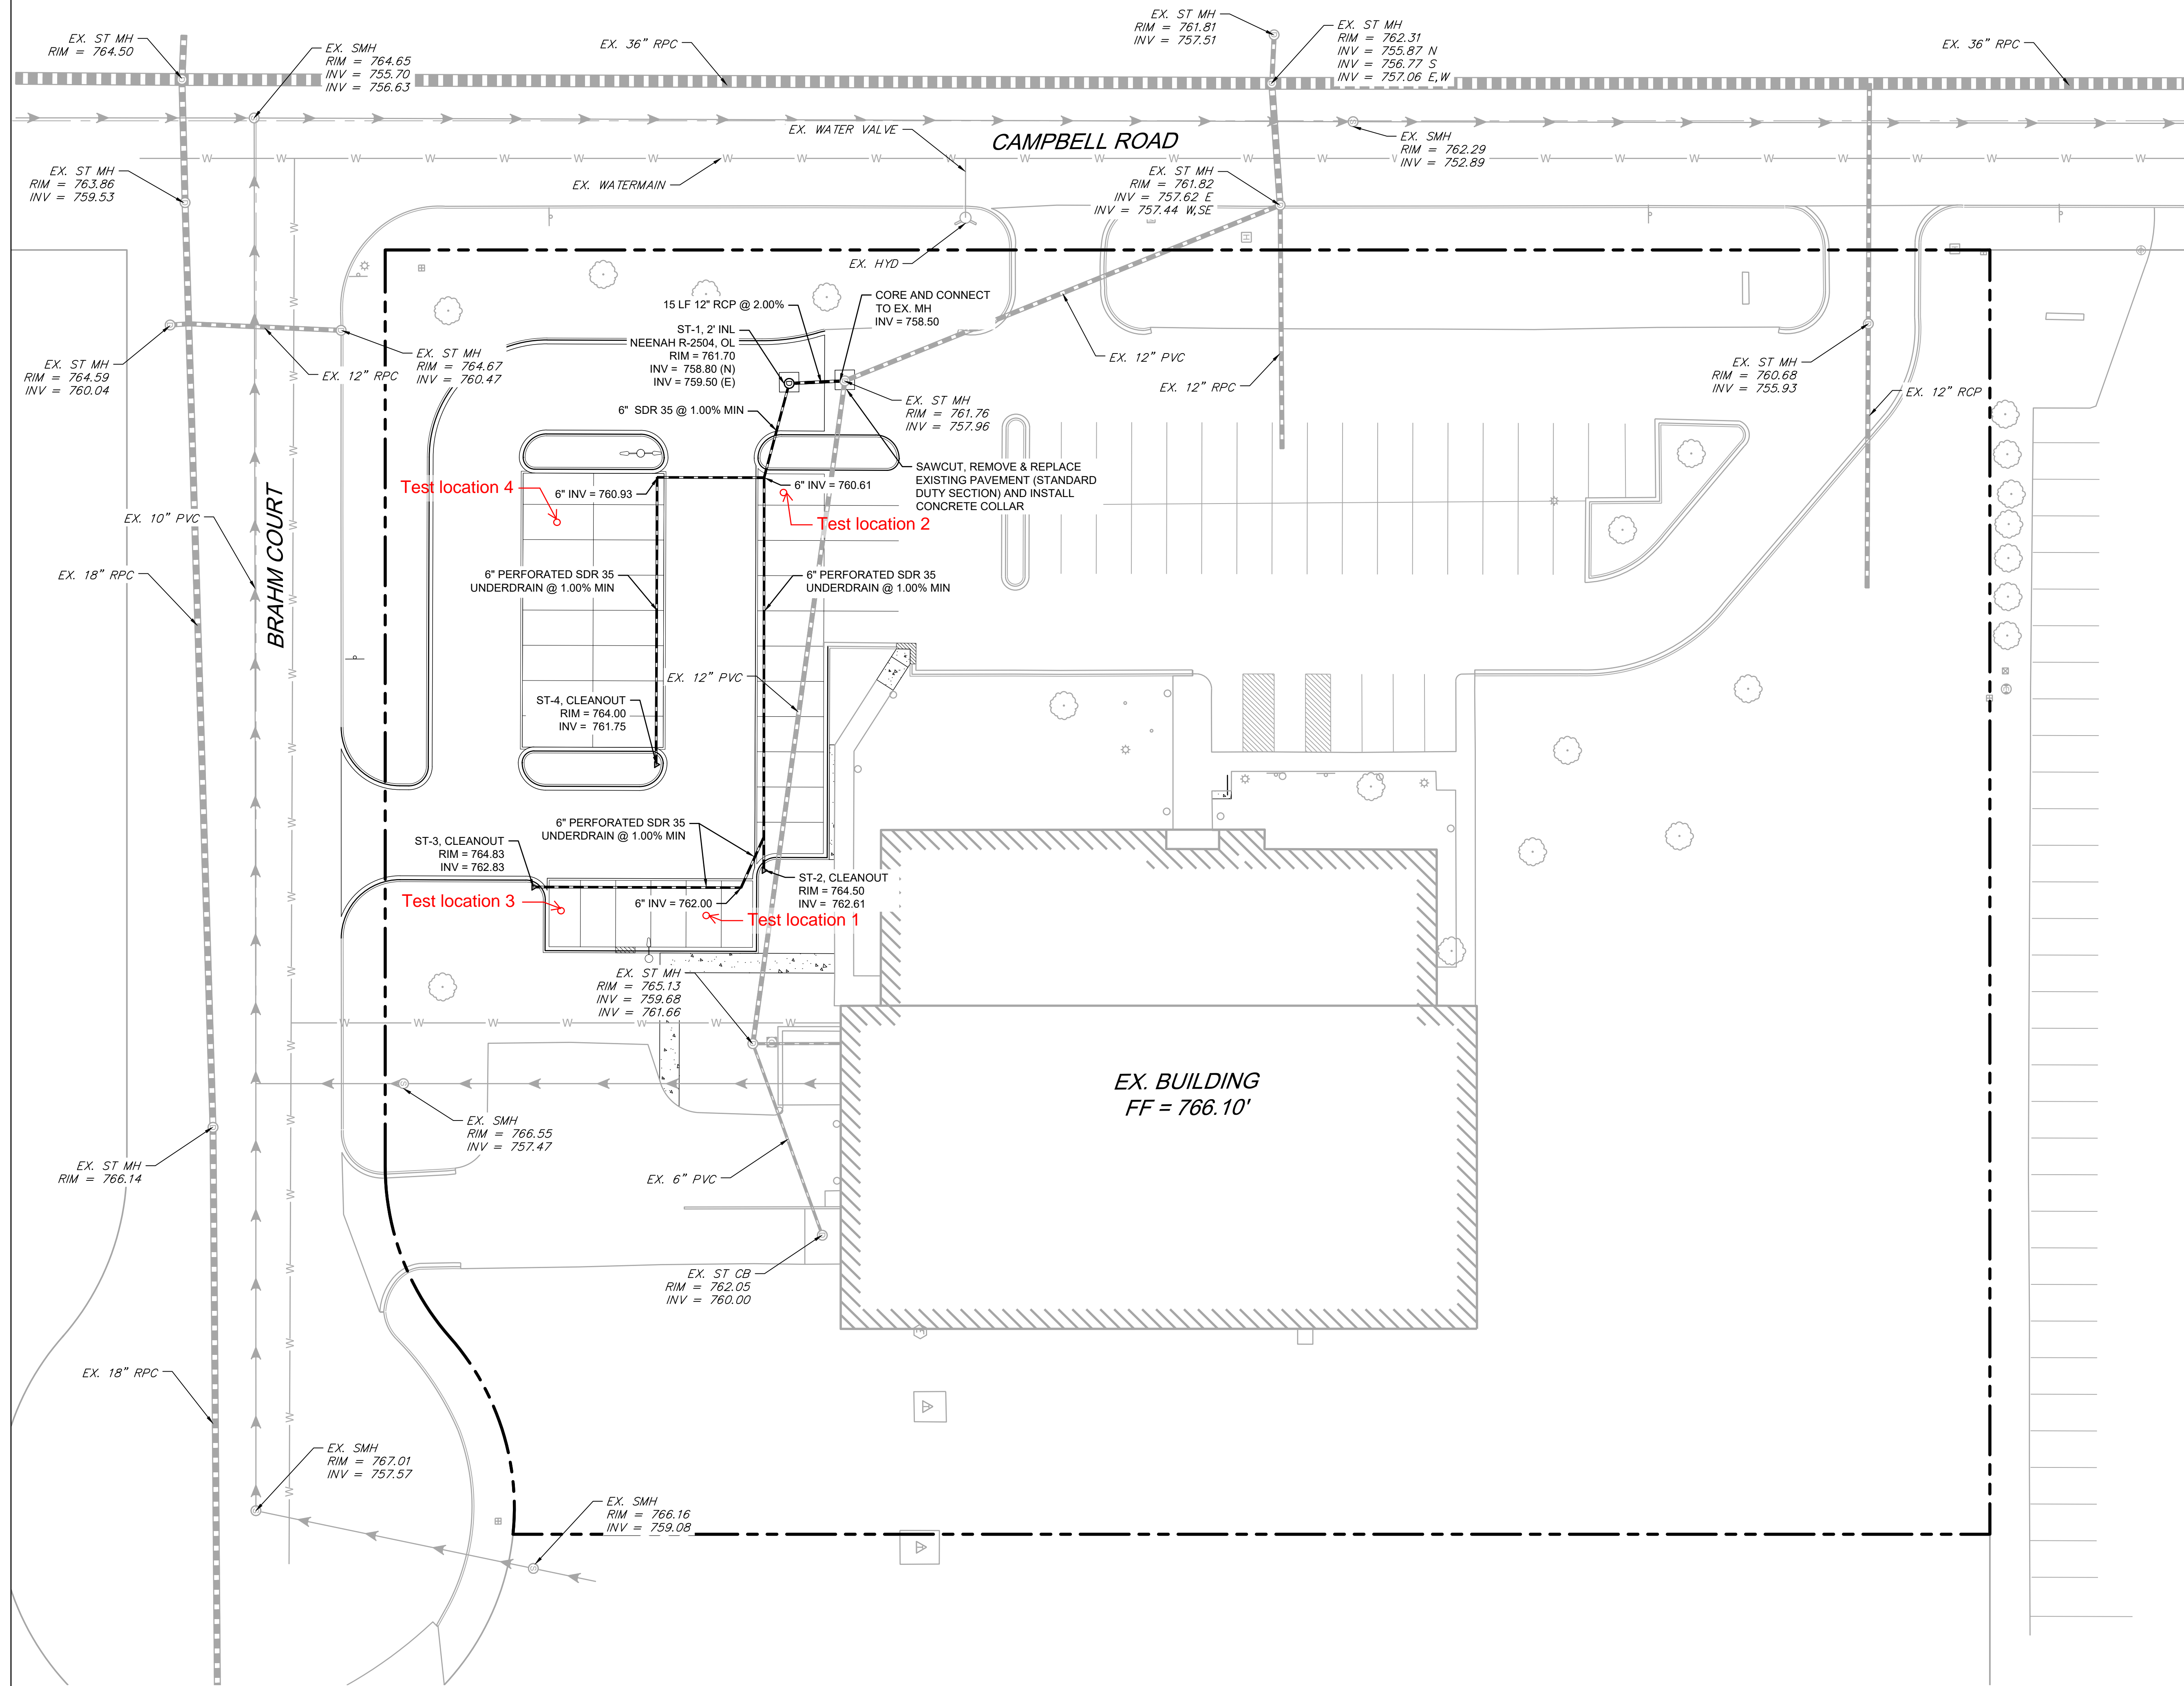 EX. ST MH
RIM = 764.50
EX. SMH
RIM = 764.65
INV = 755.70
INV = 756.63
EX. 36" RPC
EX. ST MH
RIM = 761.81
INV = 757.51
EX. ST MH
RIM = 762.31
INV = 755.87 N
INV = 756.77 S
INV = 757.06 E,W
EX. 36" RPC
EX. WATER VALVE
CAMPBELL ROAD
EX. SMH
RIM = 762.29
INV = 752.89
EX. ST MH
RIM = 763.86
INV = 759.53
EX. WATERMAIN
EX. ST MH
RIM = 761.82
INV = 757.62 E
INV = 757.44 W,SE
EX. HYD
15 LF 12" RCP @ 2.00%
CORE AND CONNECT
TO EX. MH
INV = 758.50
ST-1, 2' INL
NEENAH R-2504, OL
RIM = 761.70
INV = 758.80 (N)
INV = 759.50 (E)
EX. ST MH
RIM = 764.59
INV = 760.04
EX. 12" RPC
EX. ST MH
RIM = 764.67
INV = 760.47
EX. 12" PVC
EX. 12" RPC
EX. ST MH
RIM = 760.68
INV = 755.93
EX. 12" RCP
6" SDR 35 @ 1.00% MIN
EX. ST MH
RIM = 761.76
INV = 757.96
SAWCUT, REMOVE & REPLACE
EXISTING PAVEMENT (STANDARD
DUTY SECTION) AND INSTALL
CONCRETE COLLAR
Test location 4
6" INV = 760.93
6" INV = 760.61
Test location 2
EX. 10" PVC
BRAHM COURT
EX. 18" RPC
6" PERFORATED SDR 35
UNDERDRAIN @ 1.00% MIN
6" PERFORATED SDR 35
UNDERDRAIN @ 1.00% MIN
EX. 12" PVC
ST-4, CLEANOUT
RIM = 764.00
INV = 761.75
6" PERFORATED SDR 35
UNDERDRAIN @ 1.00% MIN
ST-3, CLEANOUT
RIM = 764.83
INV = 762.83
ST-2, CLEANOUT
RIM = 764.50
INV = 762.61
Test location 3
6" INV = 762.00
Test location 1
EX. ST MH
RIM = 765.13
INV = 759.68
INV = 761.66
EX. BUILDING
FF = 766.10'
EX. SMH
RIM = 766.55
INV = 757.47
EX. ST MH
RIM = 766.14
EX. 6" PVC
EX. ST CB
RIM = 762.05
INV = 760.00
EX. 18" RPC
EX. SMH
RIM = 767.01
INV = 757.57
EX. SMH
RIM = 766.16
INV = 759.08